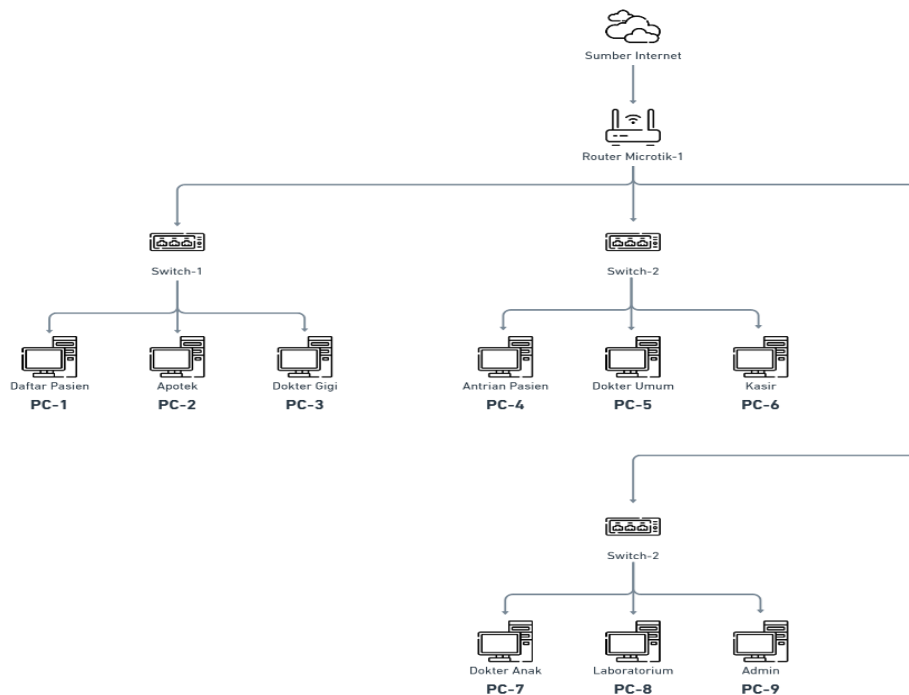 Sumber Internet
Router Microtik-1
Switch-1
Switch-2
Daftar Pasien
Apotek
Dokter Gigi
Antrian Pasien
Dokter Umum
Kasir
PC-1
PC-2
PC-3
PC-4
PC-5
PC-6
Switch-2
Dokter Anak
Laboratorium
Admin
PC-7
PC-8
PC-9